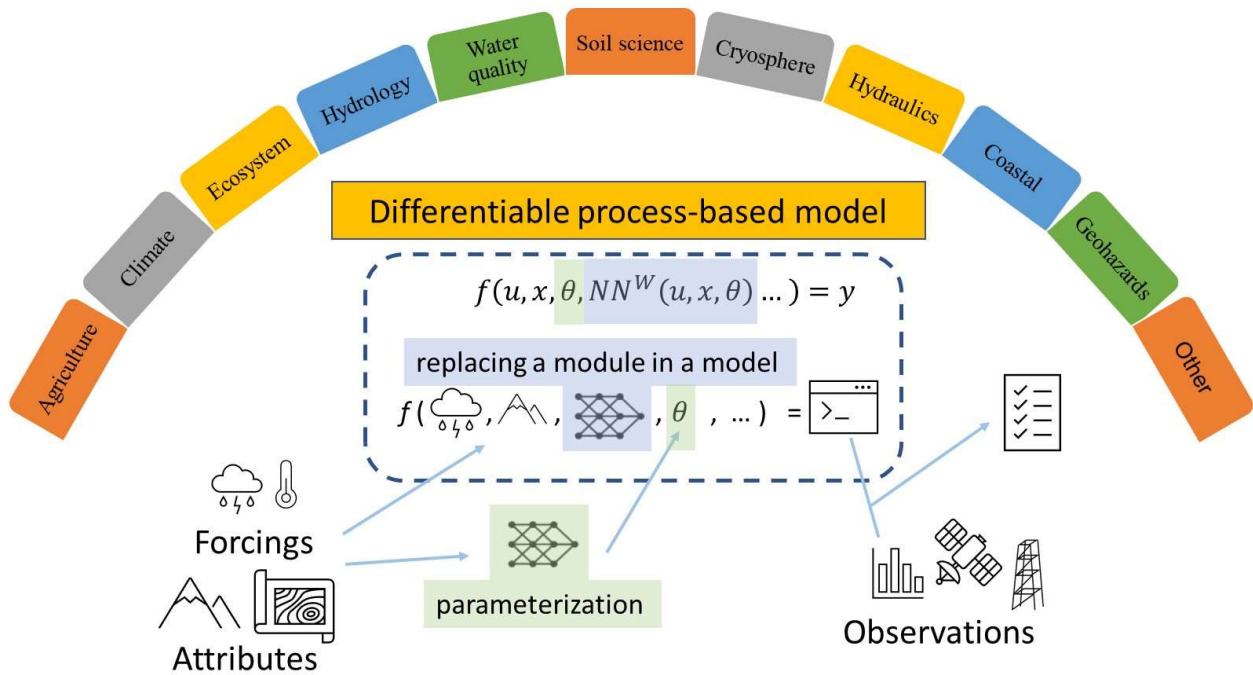 Agriculture
Climate
Ecosystem
Hydrology
Water
quality
Soil science
Cryosphere
Hydraulics
Coastal
Geohazards
Other
Differentiable process-based model
f(u, x, θ, NN^W(u, x, θ) … ) = y
replacing a module in a model
f( , , , θ , … ) = >_
Forcings
Attributes
parameterization
Observations